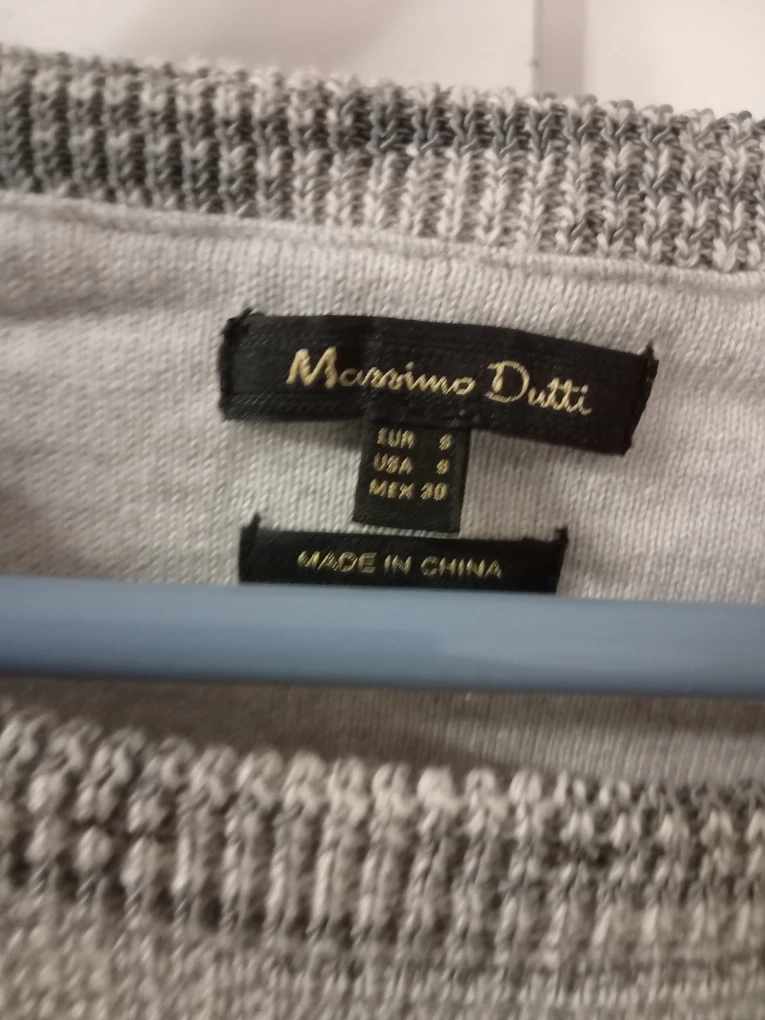 Massimo Dutti
EUR S
USA S
MEX 30
MADE IN CHINA